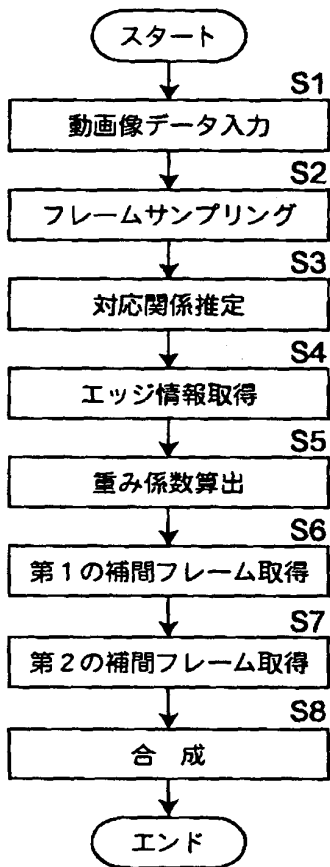 スタート
S1
動画像データ入力
S2
フレームサンプリング
S3
対応関係推定
S4
エッジ情報取得
S5
重み係数算出
S6
第1の補間フレーム取得
S7
第2の補間フレーム取得
S8
合 成
エンド